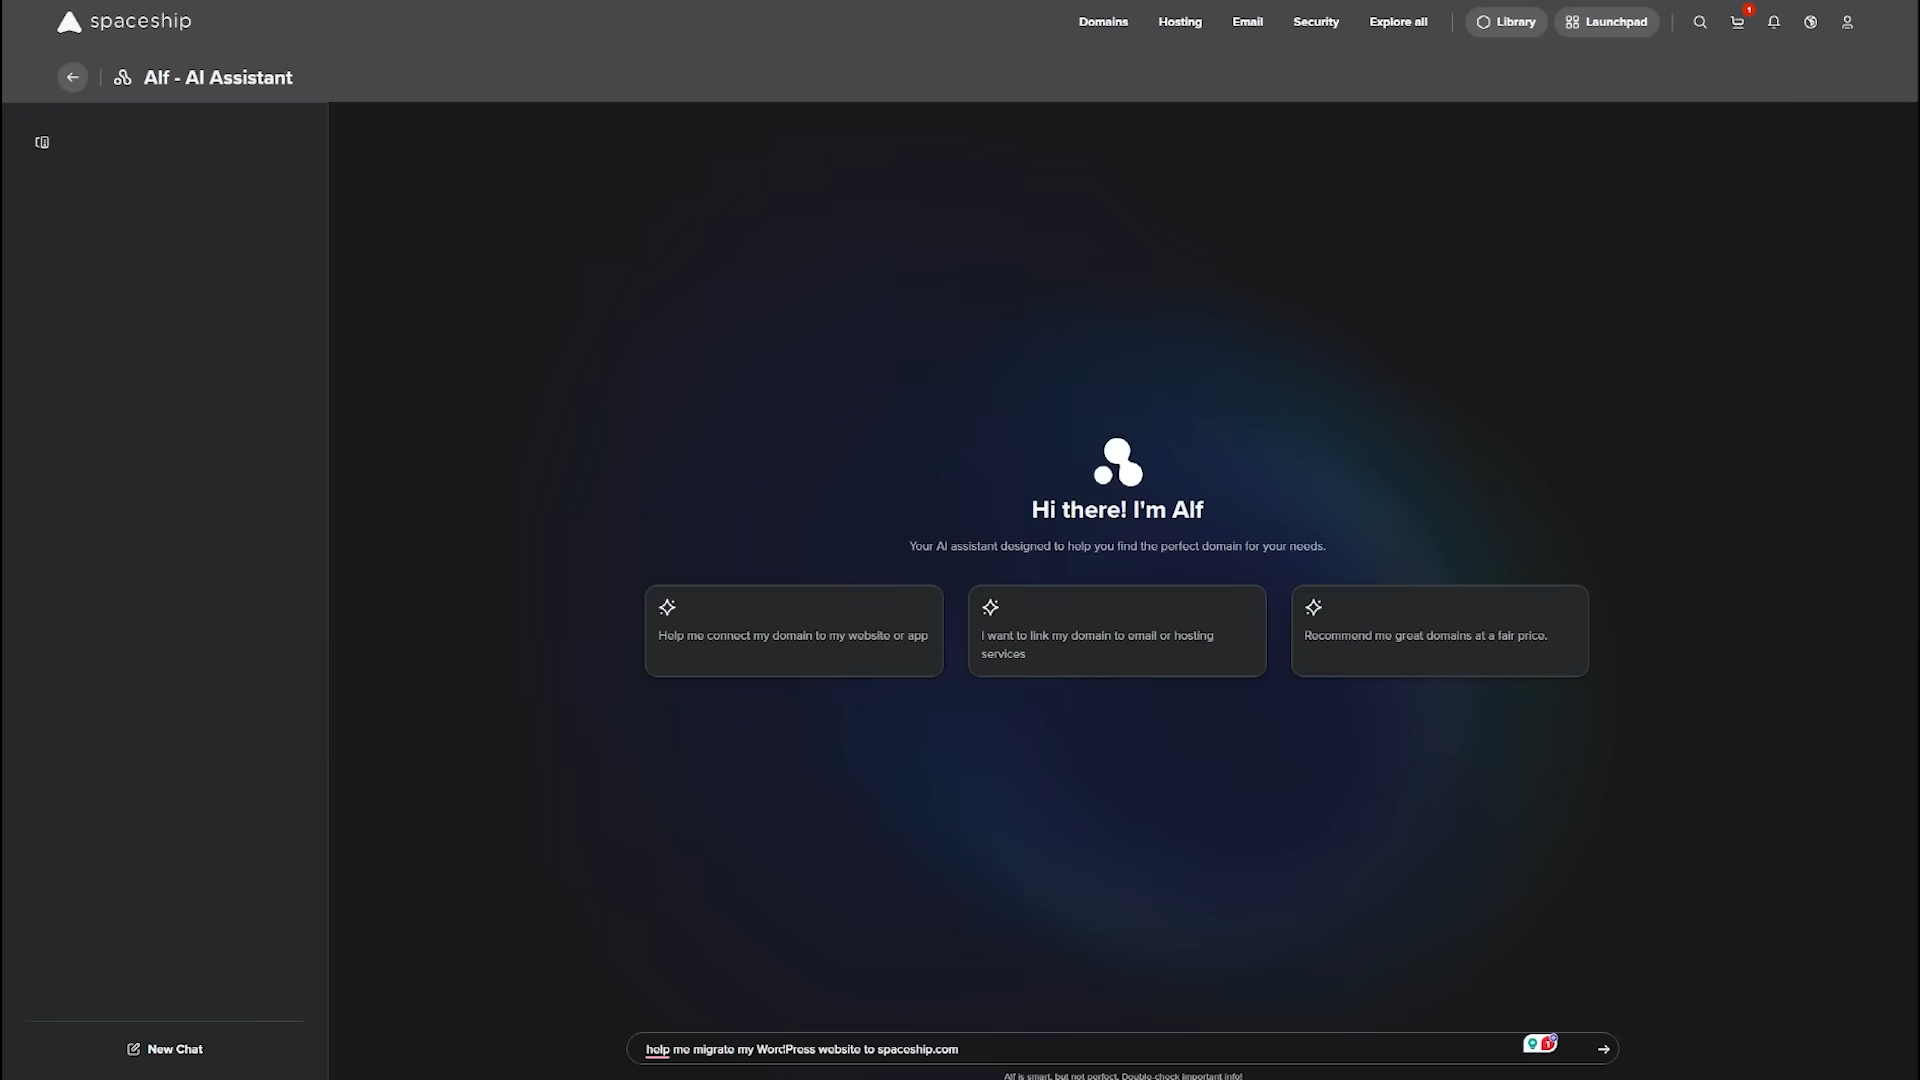 spaceship
Domains
Hosting
Email
Security
Explore all
Library
Launchpad
1
Alf - AI Assistant
Hi there! I'm Alf
Your AI assistant designed to help you find the perfect domain for your needs.
Help me connect my domain to my website or app
I want to link my domain to email or hosting
services
Recommend me great domains at a fair price.
New Chat
help me migrate my WordPress website to spaceship.com
1
Alf is smart, but not perfect. Double-check important info!